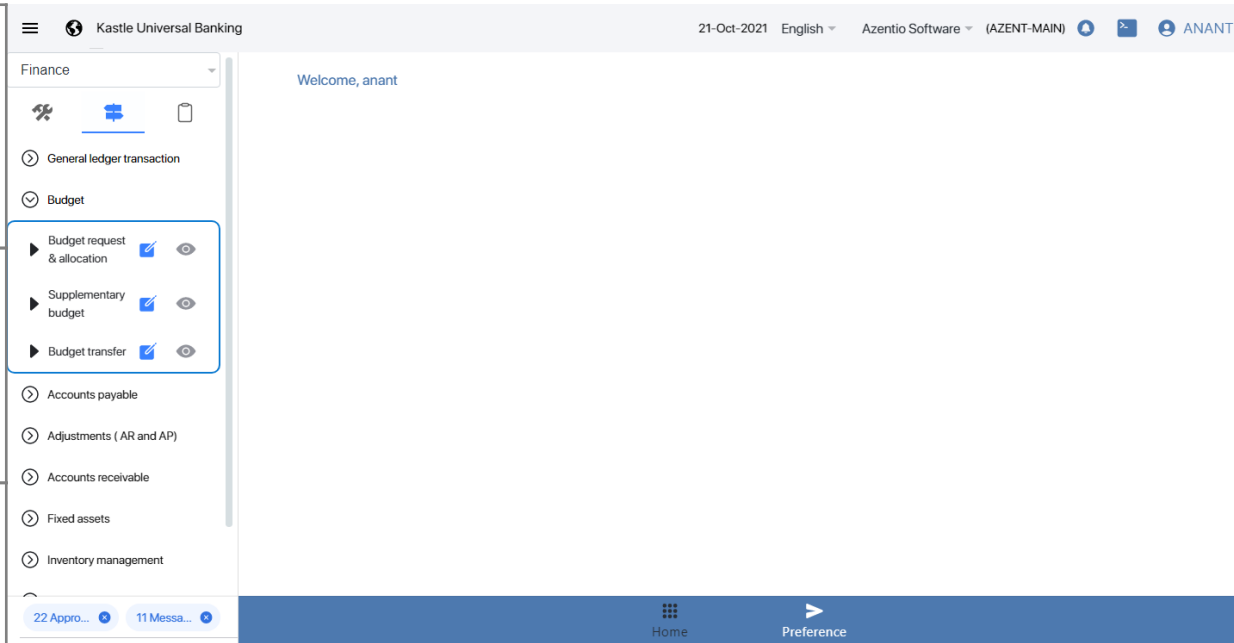 Kastle Universal Banking
21-Oct-2021 English Azentio Software (AZENT-MAIN) ANANT
Finance
Welcome, anant
General ledger transaction
Budget
Budget request
& allocation
Supplementary
budget
Budget transfer
Accounts payable
Adjustments ( AR and AP)
Accounts receivable
Fixed assets
Inventory management
22 Appro... 11 Messa...
Home
Preference